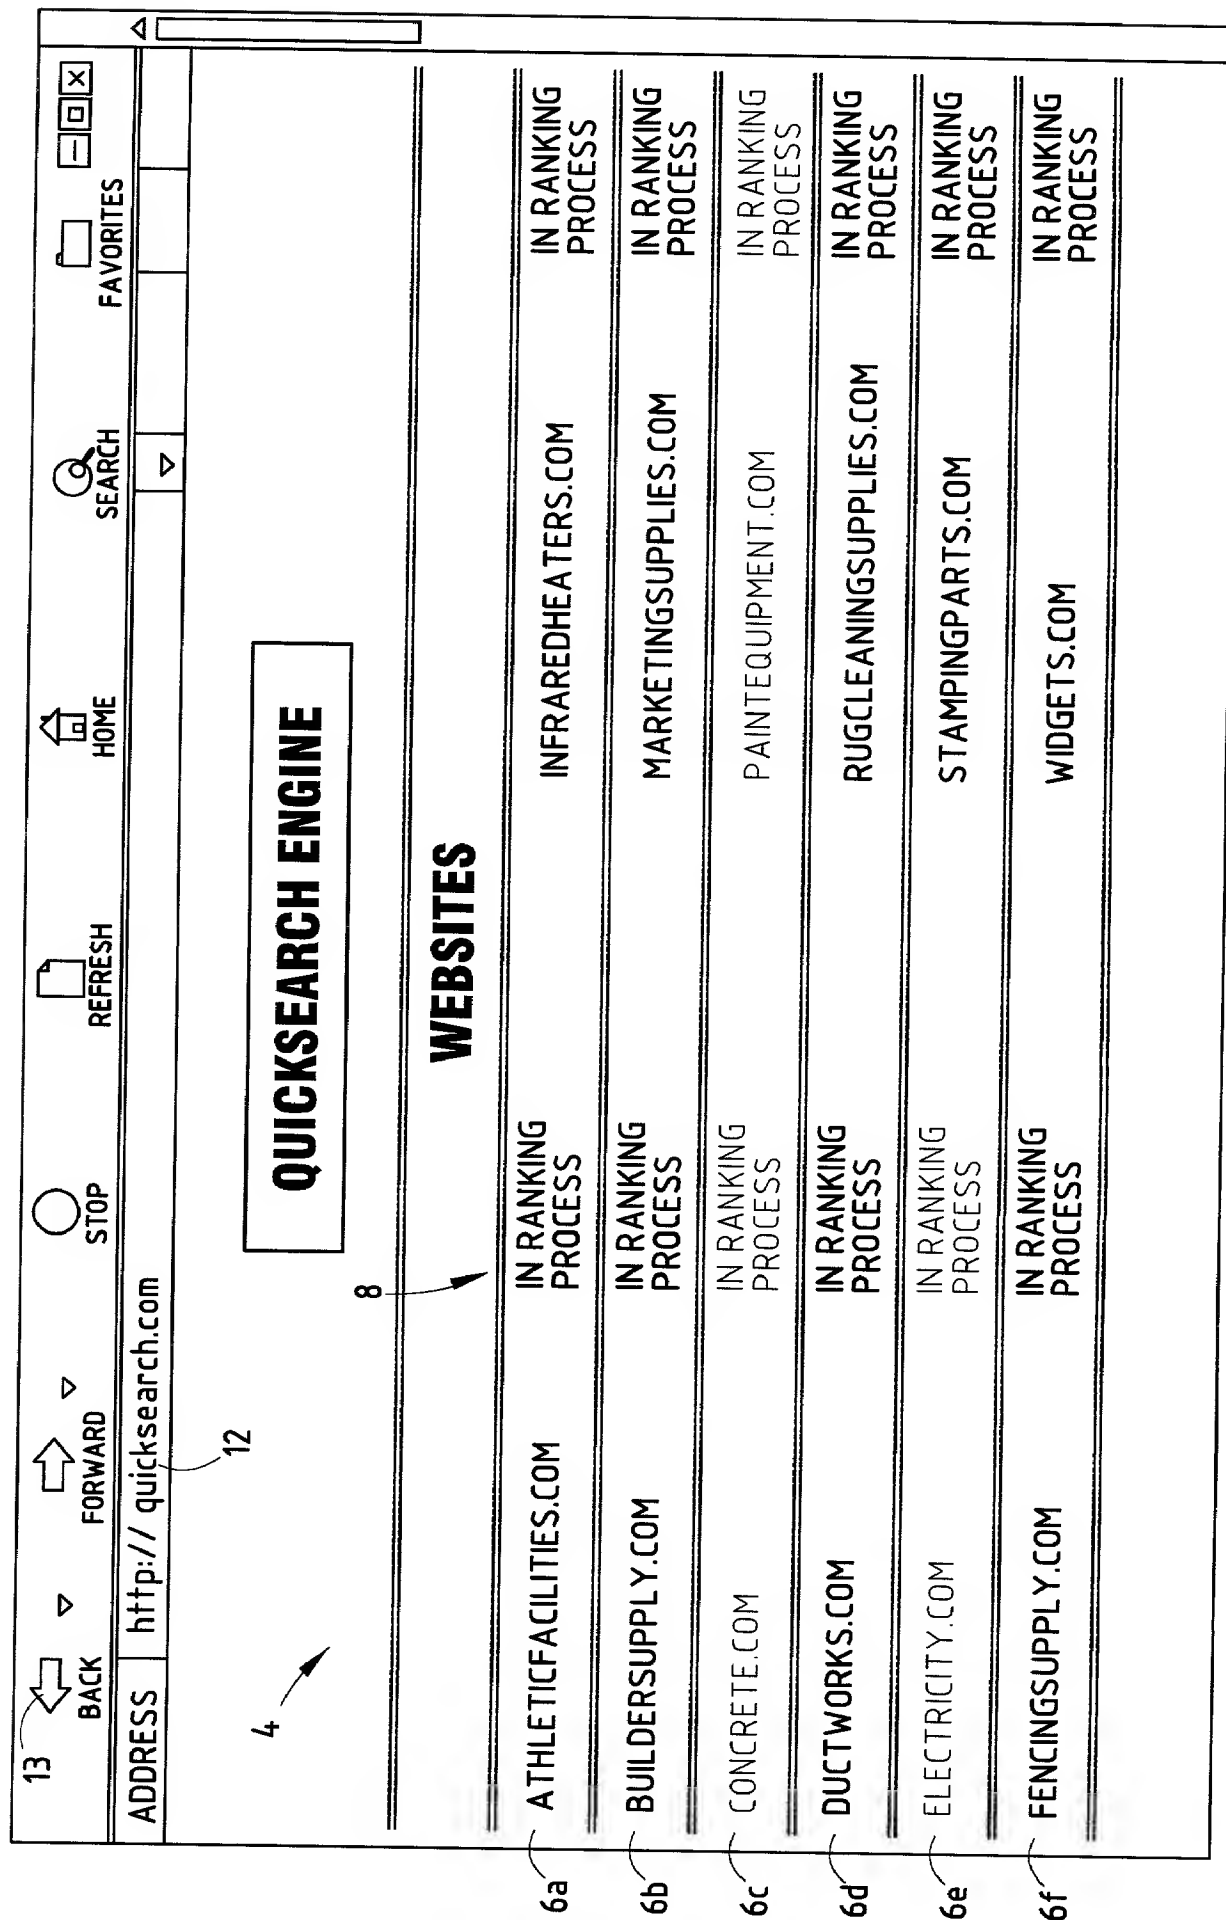 13
BACK
FORWARD
STOP
REFRESH
HOME
SEARCH
FAVORITES
ADDRESS
http:// quicksearch.com
12
4
QUICKSEARCH ENGINE
8
WEBSITES
6a
ATHLETICFACILITIES.COM
IN RANKING
PROCESS
INFRAREDHEATERS.COM
IN RANKING
PROCESS
6b
BUILDERSUPPLY.COM
IN RANKING
PROCESS
MARKETINGSUPPLIES.COM
IN RANKING
PROCESS
6c
CONCRETE.COM
IN RANKING
PROCESS
PAINTEQUIPMENT.COM
IN RANKING
PROCESS
6d
DUCTWORKS.COM
IN RANKING
PROCESS
RUGCLEANINGSUPPLIES.COM
IN RANKING
PROCESS
6e
ELECTRICITY.COM
IN RANKING
PROCESS
STAMPINGPARTS.COM
IN RANKING
PROCESS
6f
FENCINGSUPPLY.COM
IN RANKING
PROCESS
WIDGETS.COM
IN RANKING
PROCESS